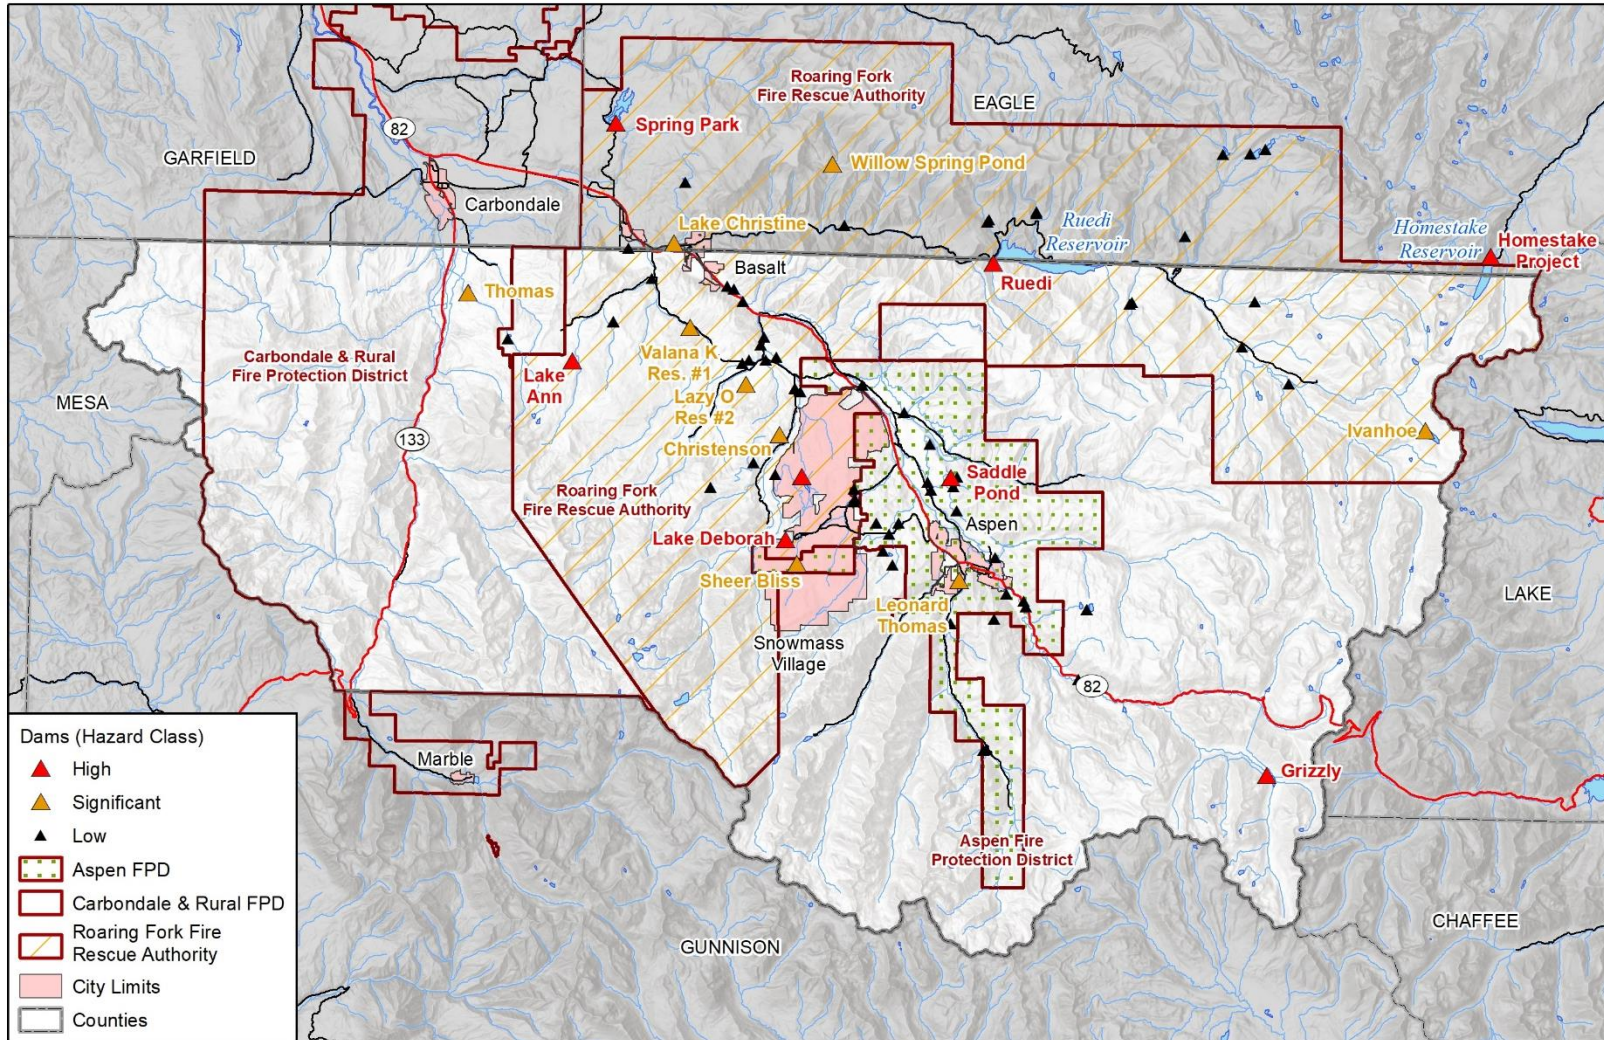 Roaring Fork
Fire Rescue Authority
EAGLE
82
Spring Park
GARFIELD
Willow Spring Pond
Carbondale
Lake Christine
Ruedi
Reservoir
Homestake
Reservoir
Homestake
Project
Basalt
Ruedi
Thomas
Valana K
Res. #1
Carbondale & Rural
Fire Protection District
Lake
Ann
Lazy O
Res #2
MESA
133
Christenson
Ivanhoe
Saddle
Pond
Roaring Fork
Fire Rescue Authority
Aspen
Lake Deborah
Sheer Bliss
Leonard
Thomas
LAKE
Snowmass
Village
82
Marble
Grizzly
Aspen Fire
Protection District
CHAFFEE
GUNNISON
Dams (Hazard Class)
High
Significant
Low
Aspen FPD
Carbondale & Rural FPD
Roaring Fork Fire
Rescue Authority
City Limits
Counties